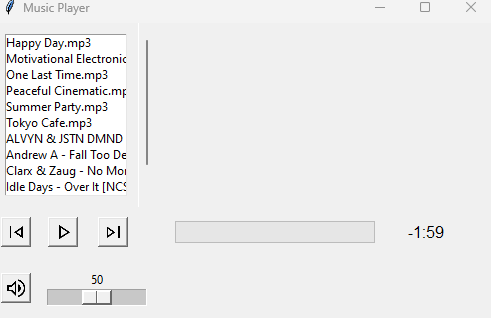 Music Player
Happy Day.mp3
Motivational Electronic
One Last Time.mp3
Peaceful Cinematic.mp
Summer Party.mp3
Tokyo Cafe.mp3
ALVYN & JSTN DMND
Andrew A - Fall Too De
Clarx & Zaug - No Mor
Idle Days - Over It [NCS
-1:59
50